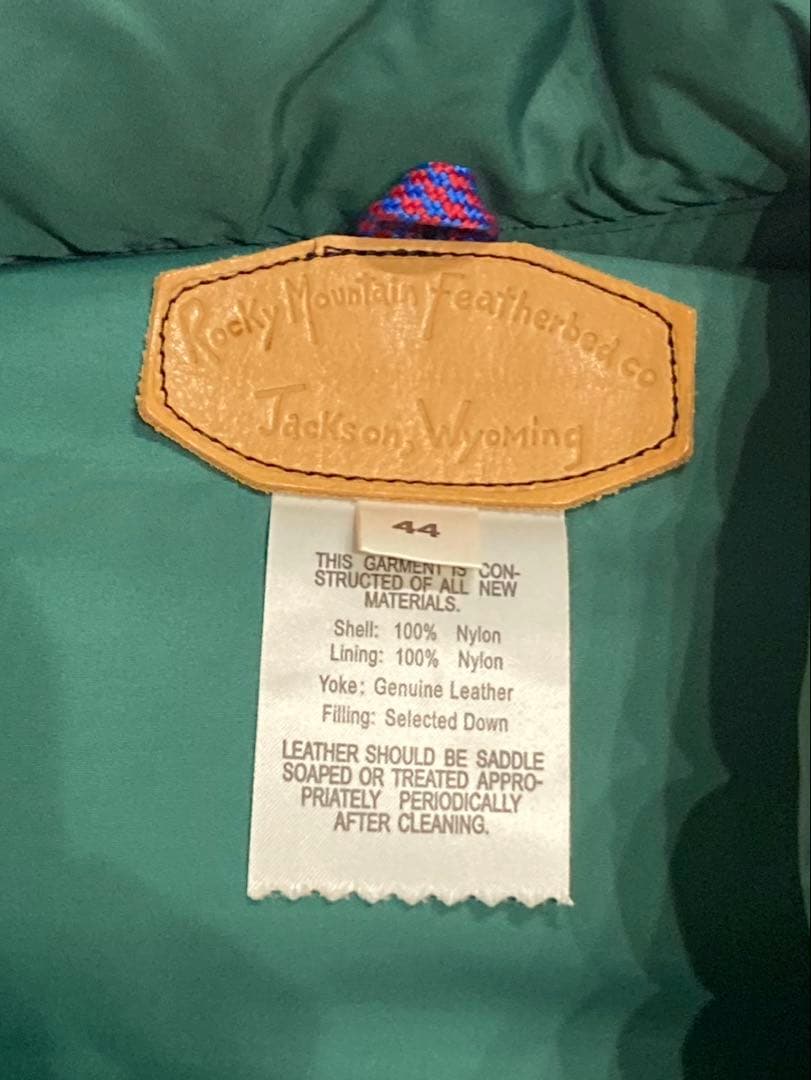 Rocky Mountain Featherbed co
Jackson, Wyoming
44
THIS GARMENT IS CON-
STRUCTED OF ALL NEW
MATERIALS.
Shell: 100% Nylon
Lining: 100% Nylon
Yoke: Genuine Leather
Filling: Selected Down
LEATHER SHOULD BE SADDLE
SOAPED OR TREATED APPRO-
PRIATELY PERIODICALLY
AFTER CLEANING.